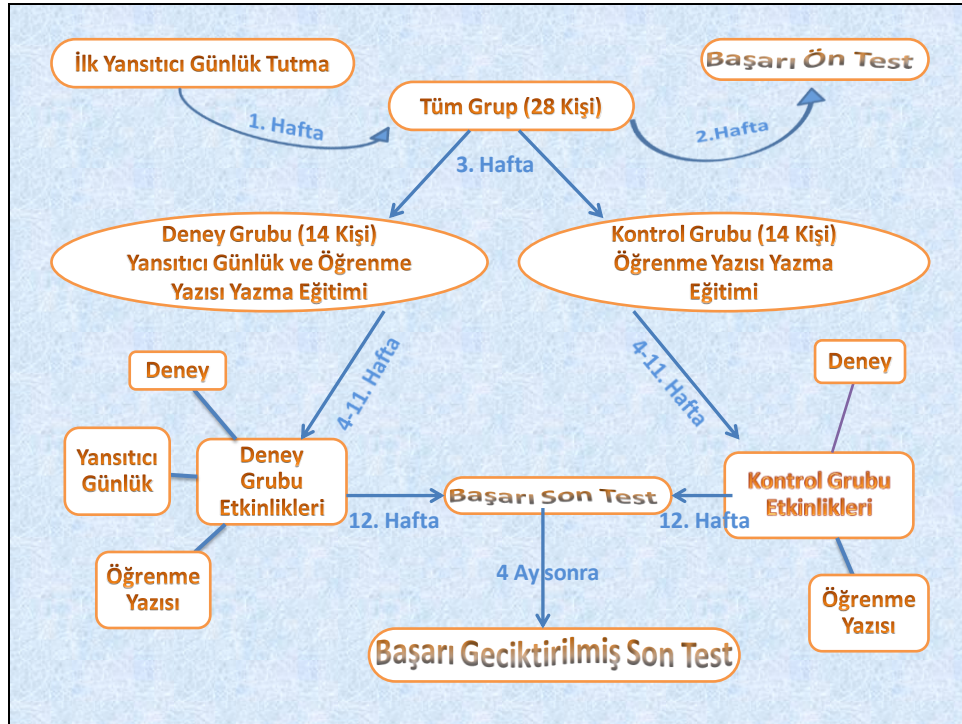 İlk Yansıtıcı Günlük Tutma
Başarı Ön Test
Tüm Grup (28 Kişi)
1. Hafta
2.Hafta
3. Hafta
Deney Grubu (14 Kişi)
Yansıtıcı Günlük ve Öğrenme
Yazısı Yazma Eğitimi
Kontrol Grubu (14 Kişi)
Öğrenme Yazısı Yazma
Eğitimi
4-11. Hafta
4-11. Hafta
Deney
Deney
Yansıtıcı
Günlük
Deney
Grubu
Etkinlikleri
Başarı Son Test
Kontrol Grubu
Etkinlikleri
12. Hafta
12. Hafta
Öğrenme
Yazısı
4 Ay sonra
Öğrenme
Yazısı
Başarı Geciktirilmiş Son Test